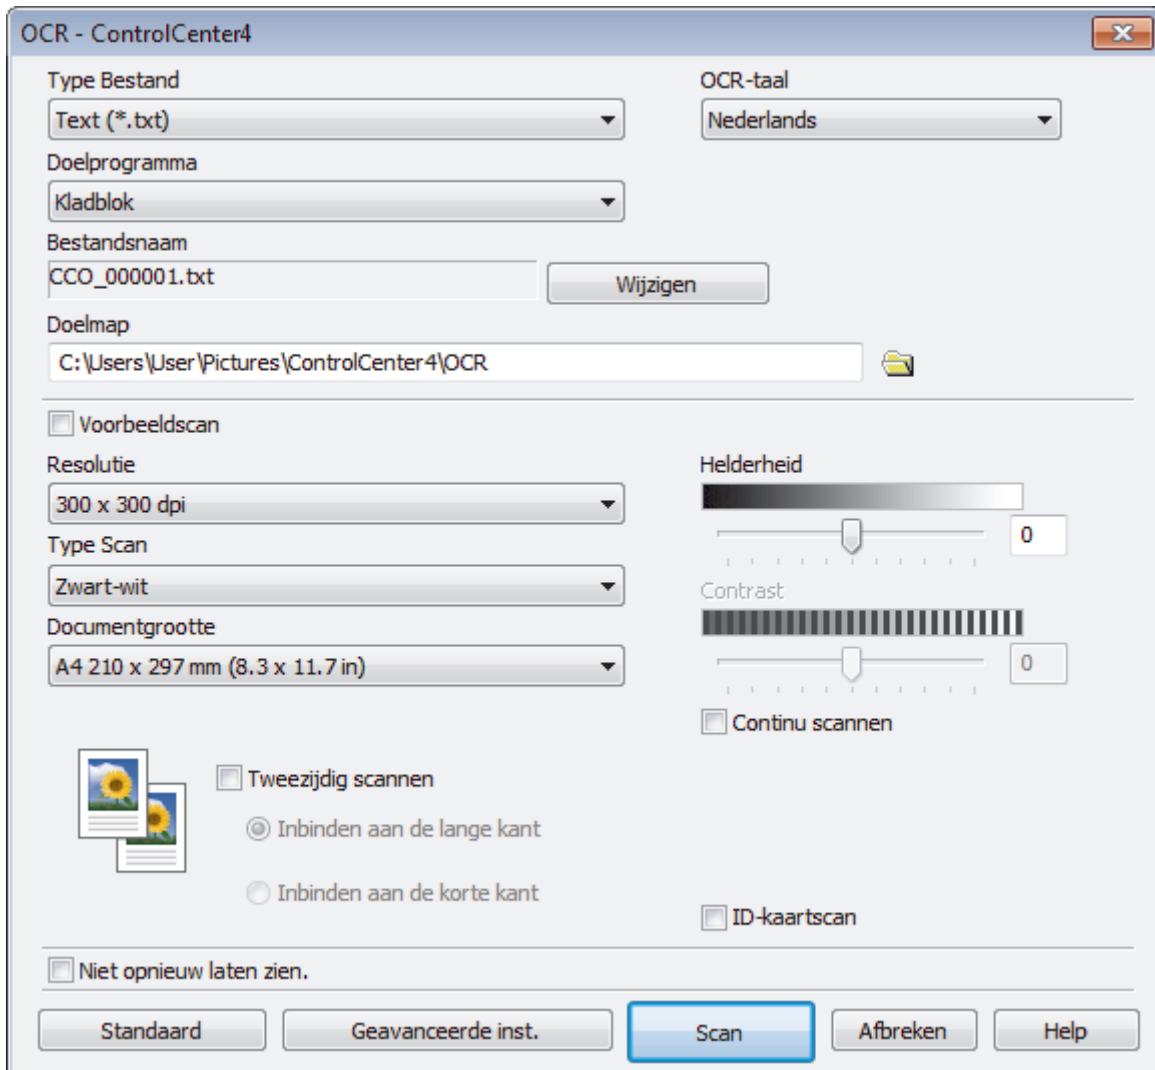 OCR - ControlCenter4
Type Bestand
OCR-taal
Text (*.txt)
Nederlands
Doelprogramma
Kladblok
Bestandsnaam
CCO_000001.txt
Wijzigen
Doelmap
C:\Users\User\Pictures\ControlCenter4\OCR
Voorbeeldscan
Resolutie
Helderheid
300 x 300 dpi
0
Type Scan
Zwart-wit
Contrast
Documentgrootte
A4 210 x 297 mm (8.3 x 11.7 in)
0
Continu scannen
Tweezijdig scannen
Inbinden aan de lange kant
Inbinden aan de korte kant
ID-kaartscan
Niet opnieuw laten zien.
Standaard
Geavanceerde inst.
Scan
Afbreken
Help